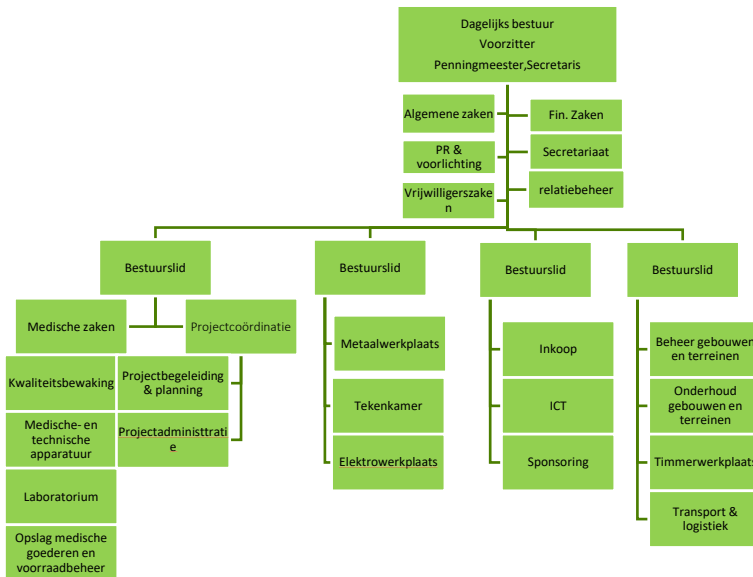 Dagelijks bestuur
Voorzitter
Penningmeester,Secretaris
Algemene zaken
Fin. Zaken
PR &
voorlichting
Secretariaat
Vrijwilligerszake
n
relatiebeheer
Bestuurslid
Bestuurslid
Bestuurslid
Bestuurslid
Medische zaken
Projectcoördinatie
Kwaliteitsbewaking
Projectbegeleiding
& planning
Medische- en
technische
apparatuur
Projectadministtrati
e
Laboratorium
Opslag medische
goederen en
voorraadbeheer
Metaalwerkplaats
Tekenkamer
Elektrowerkplaats
Inkoop
ICT
Sponsoring
Beheer gebouwen
en terreinen
Onderhoud
gebouwen en
terreinen
Timmerwerkplaats
Transport &
logistiek